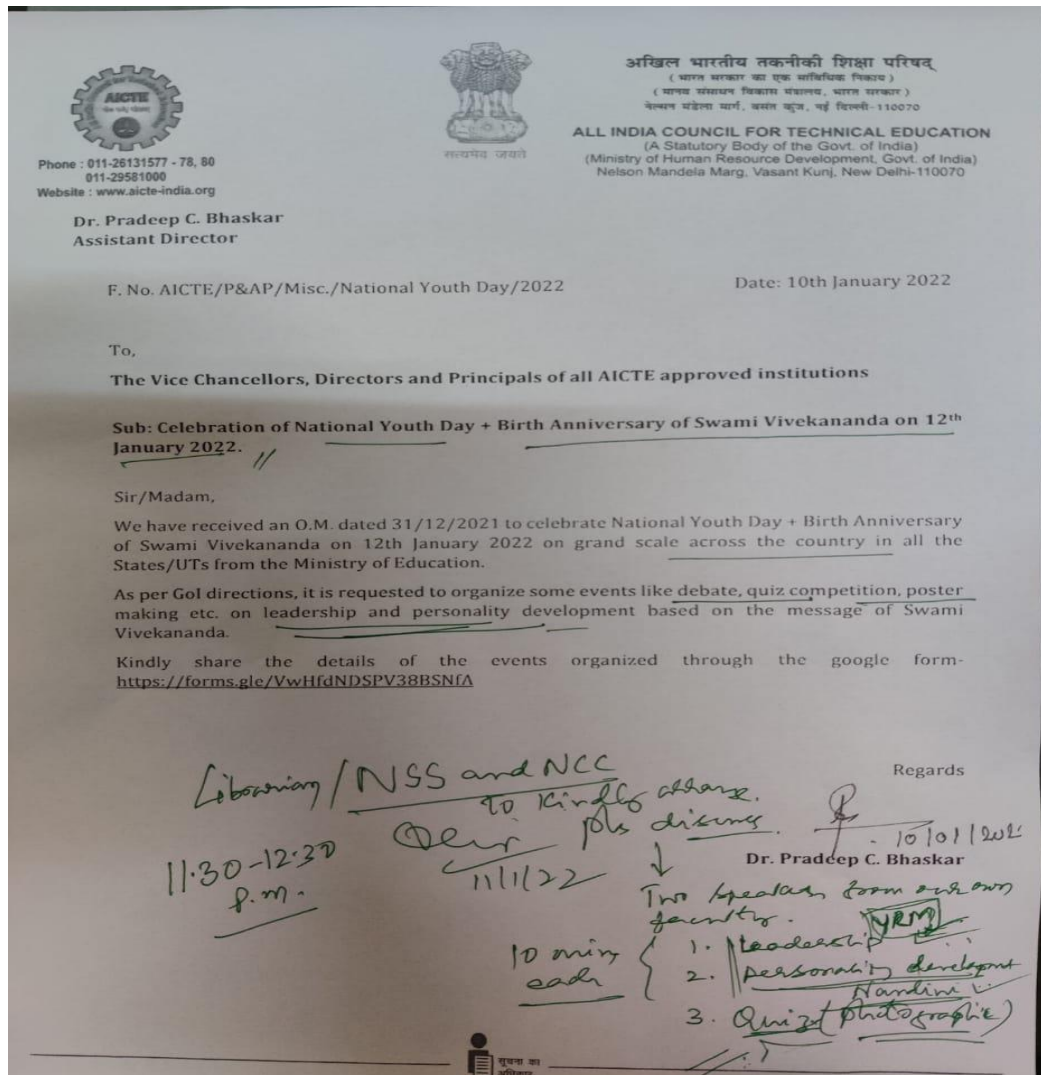 AICTE
Phone : 011-26131577 - 78, 80
011-29581000
Website : www.aicte-india.org
सत्यमेव जयते
अखिल भारतीय तकनीकी शिक्षा परिषद्
( भारत सरकार का एक सांविधिक निकाय )
( मानव संसाधन विकास मंत्रालय, भारत सरकार )
नेल्सन मंडेला मार्ग, वसंत कुंज, नई दिल्ली-110070
ALL INDIA COUNCIL FOR TECHNICAL EDUCATION
(A Statutory Body of the Govt. of India)
(Ministry of Human Resource Development, Govt. of India)
Nelson Mandela Marg, Vasant Kunj, New Delhi-110070
Dr. Pradeep C. Bhaskar
Assistant Director
F. No. AICTE/P&AP/Misc./National Youth Day/2022
Date: 10th January 2022
To,
The Vice Chancellors, Directors and Principals of all AICTE approved institutions
Sub: Celebration of National Youth Day + Birth Anniversary of Swami Vivekananda on 12th
January 2022.
Sir/Madam,
We have received an O.M. dated 31/12/2021 to celebrate National Youth Day + Birth Anniversary
of Swami Vivekananda on 12th January 2022 on grand scale across the country in all the
States/UTs from the Ministry of Education.
As per GoI directions, it is requested to organize some events like debate, quiz competition, poster
making etc. on leadership and personality development based on the message of Swami
Vivekananda.
Kindly share the details of the events organized through the google form-
https://forms.gle/VwHfdNDSPV38BSNfA
Librarian / NSS and NCC
To Kindly arrange.
pls discuss
11/1/22
11.30-12.30
p.m.
Regards
10/01/202
Dr. Pradeep C. Bhaskar
Two speakers from our own
faculty.
YRM
10 min
each
1. Leadership
2. personality
Nandini
3. Quiz (photographic)
सूचना का
अधिकार